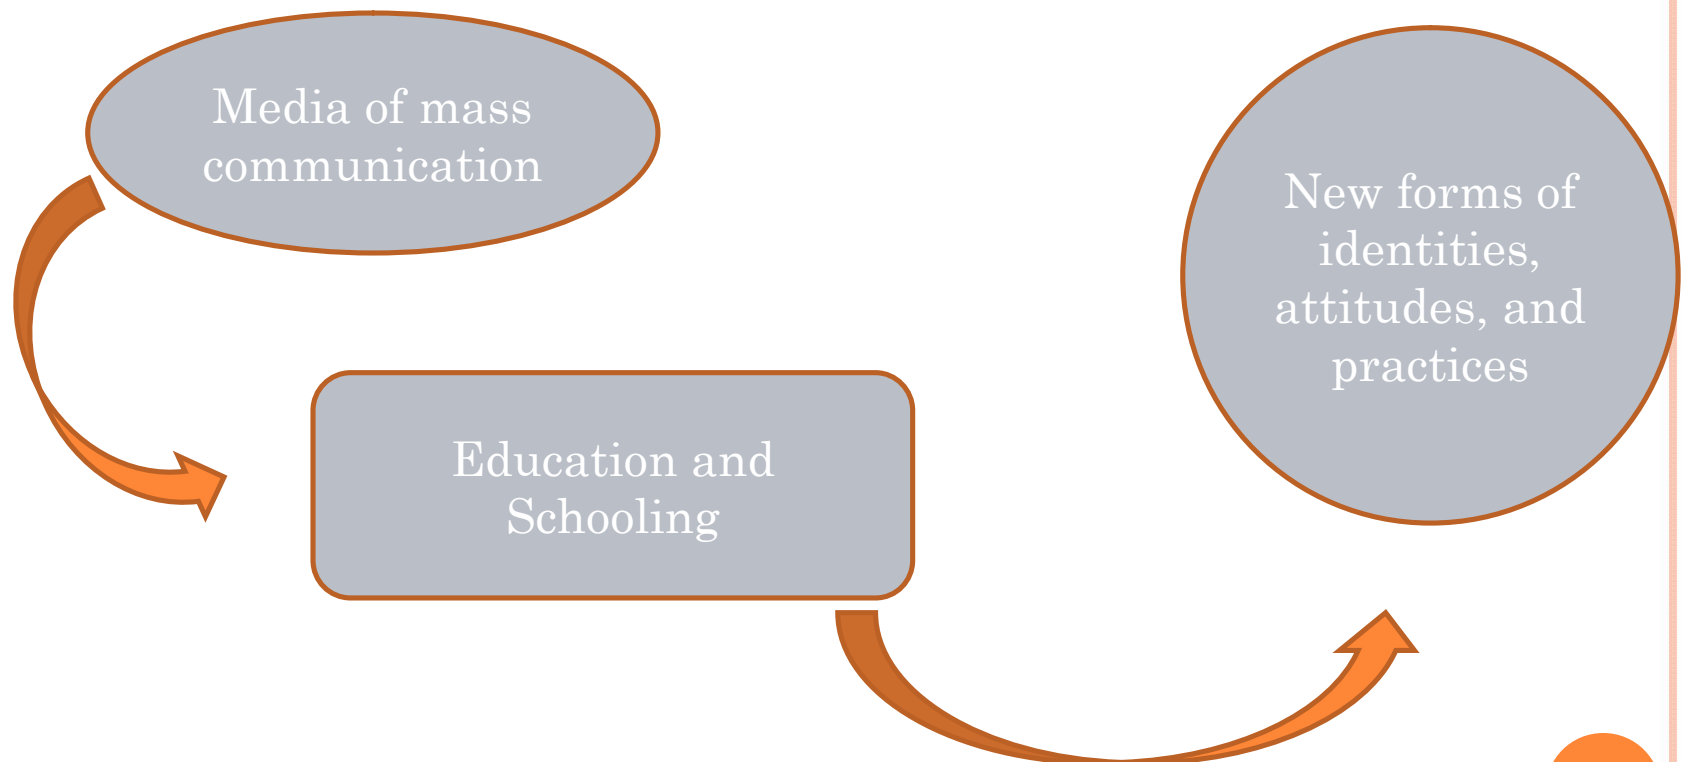 Media of mass
communication
Education and
Schooling
New forms of
identities,
attitudes, and
practices